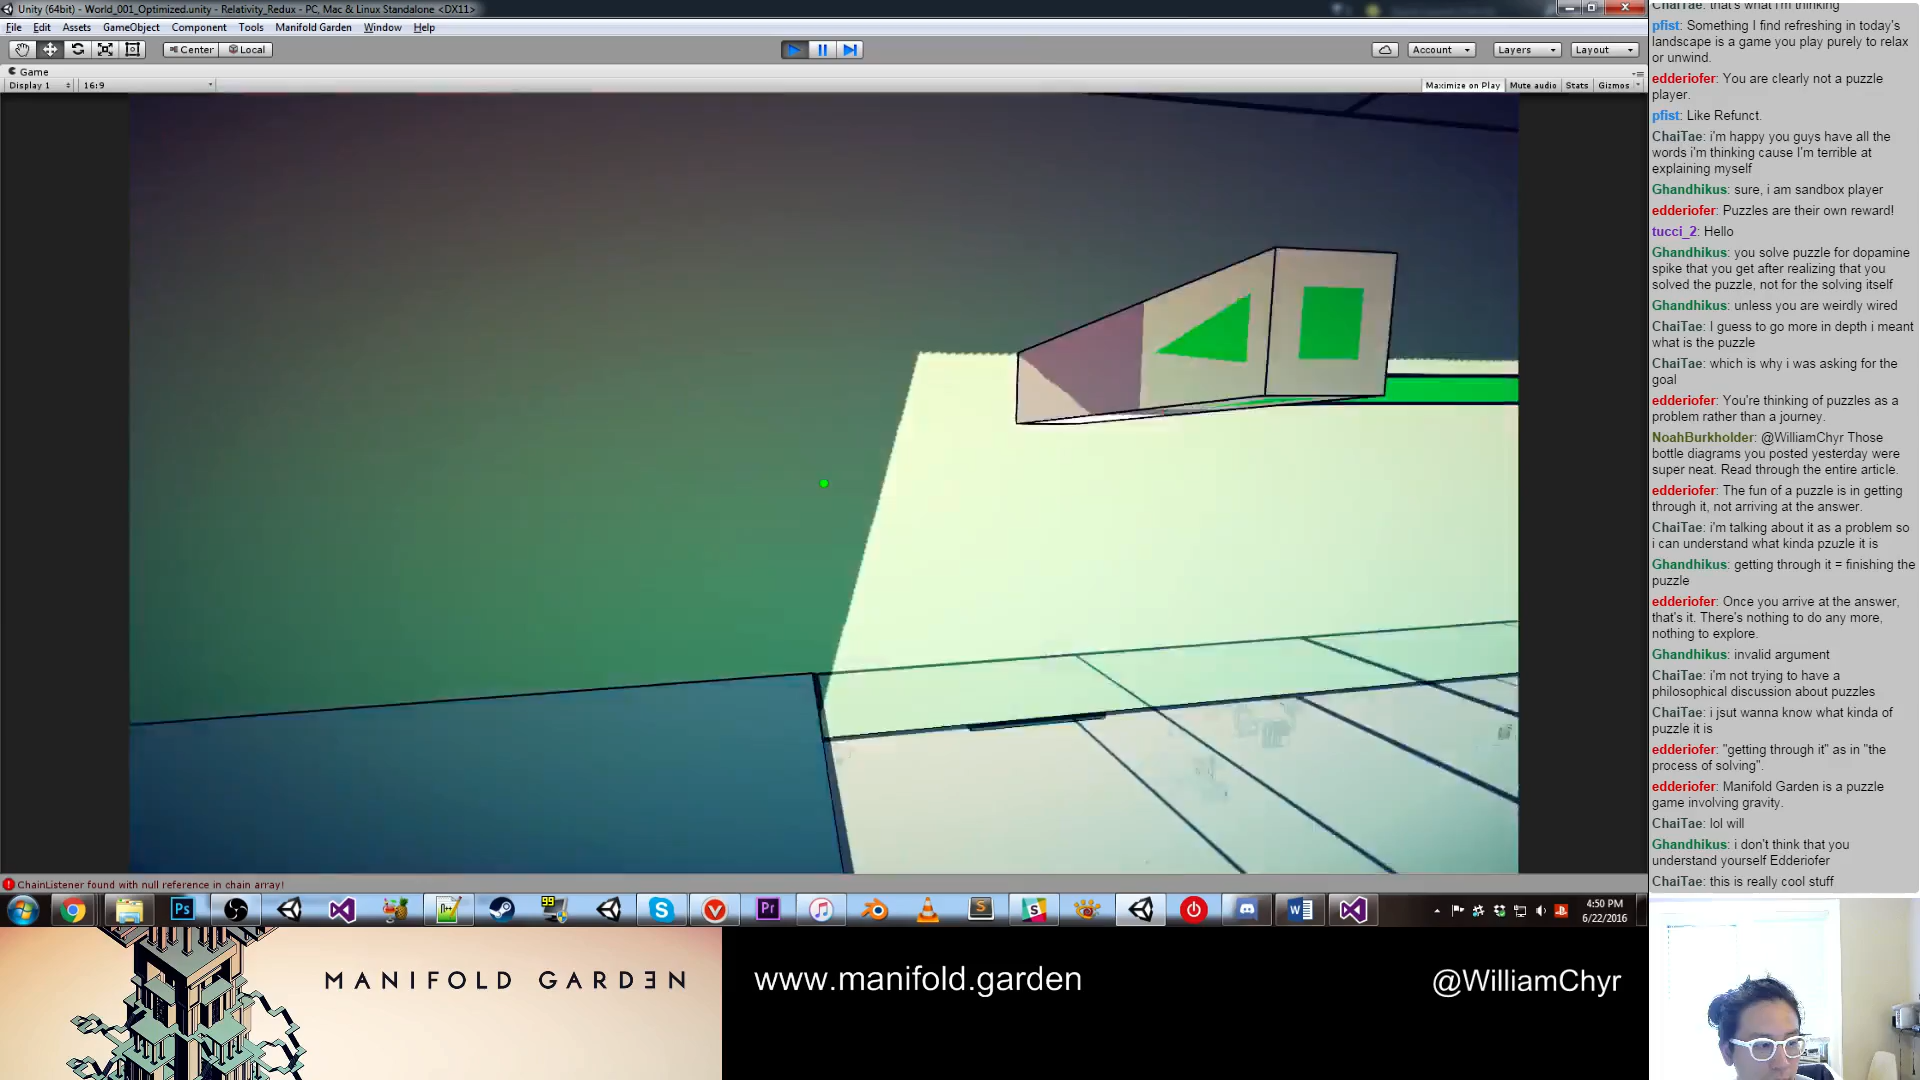 Unity (64bit) - World_001_Optimized.unity - Relativity_Redux - PC, Mac & Linux Standalone <DX11>
File Edit Assets GameObject Component Tools Manifold Garden Window Help
Center Local Account Layers Layout
Game
Display 1 16:9 Maximize on Play Mute audio Stats Gizmos
ChainListener found with null reference in chain array!
4:50 PM
6/22/2016
MANIFOLD GARDEN
www.manifold.garden
@WilliamChyr
ChaiTae: that's what i'm thinking
pfist: Something I find refreshing in today's
landscape is a game you play purely to relax
or unwind.
edderiofer: You are clearly not a puzzle
player.
pfist: Like Refunct.
ChaiTae: i'm happy you guys have all the
words i'm thinking cause I'm terrible at
explaining myself
Ghandhikus: sure, i am sandbox player
edderiofer: Puzzles are their own reward!
tucci_2: Hello
Ghandhikus: you solve puzzle for dopamine
spike that you get after realizing that you
solved the puzzle, not for the solving itself
Ghandhikus: unless you are weirdly wired
ChaiTae: I guess to go more in depth i meant
what is the puzzle
ChaiTae: which is why i was asking for the
goal
edderiofer: You're thinking of puzzles as a
problem rather than a journey.
NoahBurkholder: @WilliamChyr Those
bottle diagrams you posted yesterday were
super neat. Read through the entire article.
edderiofer: The fun of a puzzle is in getting
through it, not arriving at the answer.
ChaiTae: i'm talking about it as a problem so
i can understand what kinda pzuzle it is
Ghandhikus: getting through it = finishing the
puzzle
edderiofer: Once you arrive at the answer,
that's it. There's nothing to do any more,
nothing to explore.
Ghandhikus: invalid argument
ChaiTae: i'm not trying to have a
philosophical discussion about puzzles
ChaiTae: i jsut wanna know what kinda of
puzzle it is
edderiofer: "getting through it" as in "the
process of solving".
edderiofer: Manifold Garden is a puzzle
game involving gravity.
ChaiTae: lol will
Ghandhikus: i don't think that you
understand yourself Edderiofer
ChaiTae: this is really cool stuff